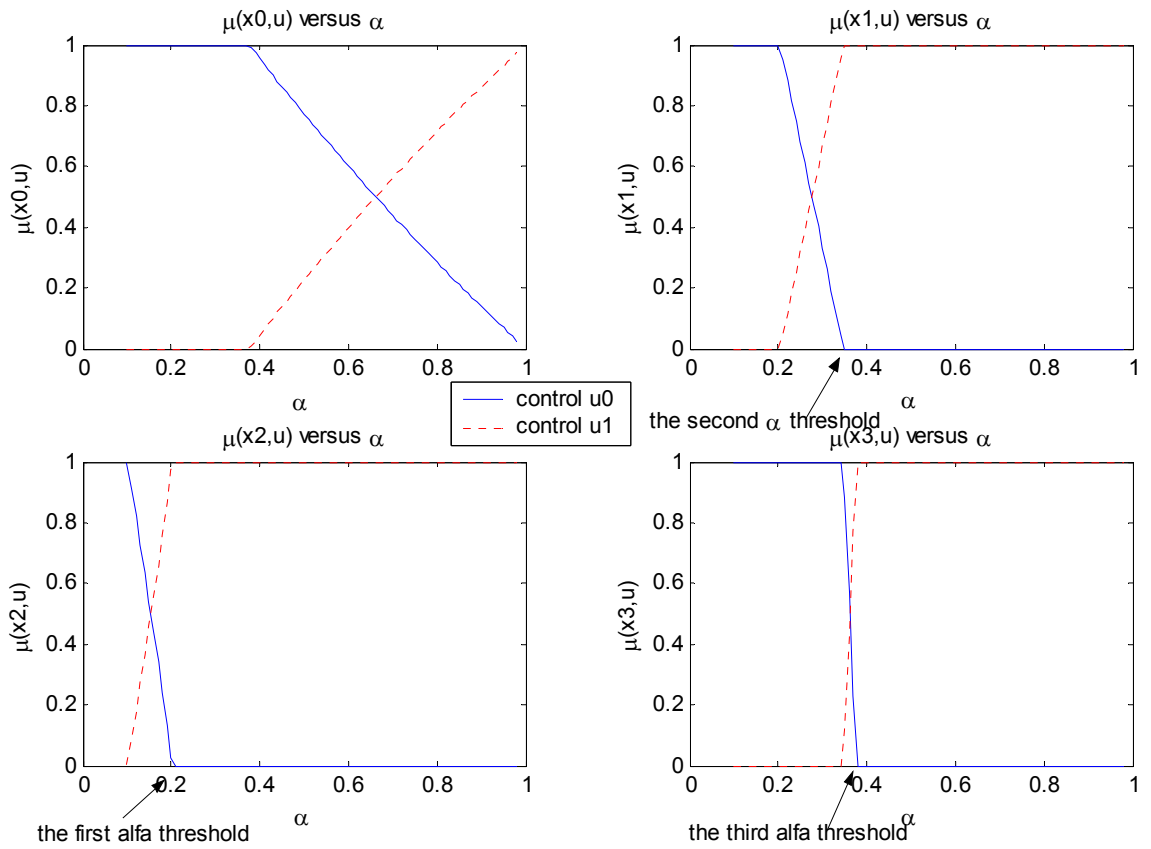 μ(x0,u) versus α
μ(x0,u)
1
0.8
0.6
0.4
0.2
0
0 0.2 0.4 0.6 0.8 1
α
μ(x1,u) versus α
μ(x1,u)
1
0.8
0.6
0.4
0.2
0
0 0.2 0.4 0.6 0.8 1
α
the second α threshold
control u0
control u1
μ(x2,u) versus α
μ(x2,u)
1
0.8
0.6
0.4
0.2
0
0 0.2 0.4 0.6 0.8 1
α
the first alfa threshold
μ(x3,u) versus α
μ(x3,u)
1
0.8
0.6
0.4
0.2
0
0 0.2 0.4 0.6 0.8 1
α
the third alfa threshold